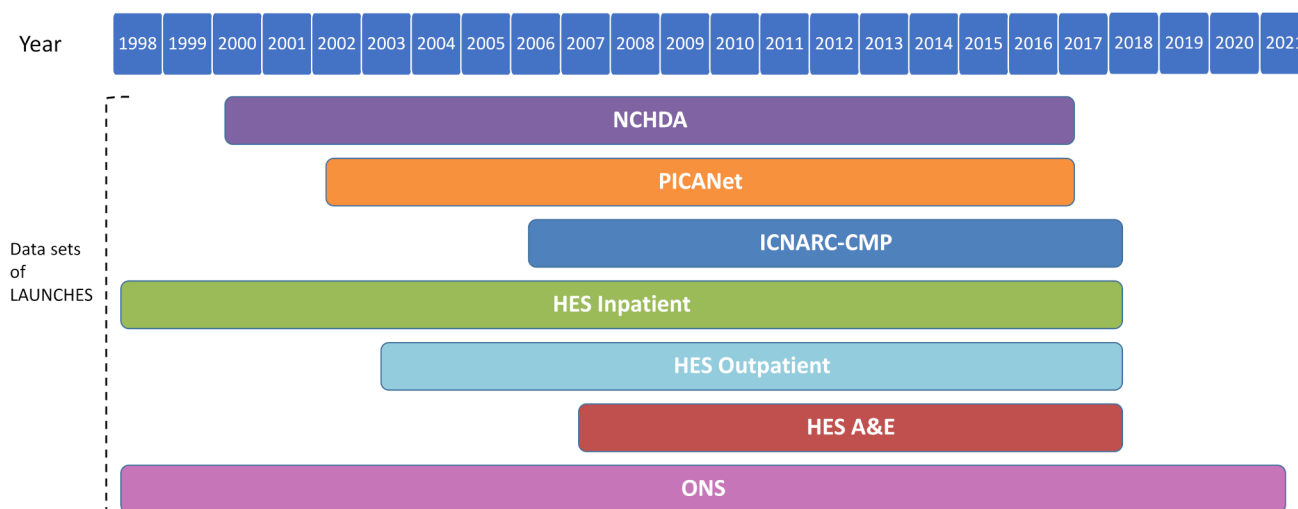 Year
1998 1999 2000 2001 2002 2003 2004 2005 2006 2007 2008 2009 2010 2011 2012 2013 2014 2015 2016 2017 2018 2019 2020 2021
NCHDA
PICANet
ICNARC-CMP
Data sets
of
LAUNCHES
HES Inpatient
HES Outpatient
HES A&E
ONS